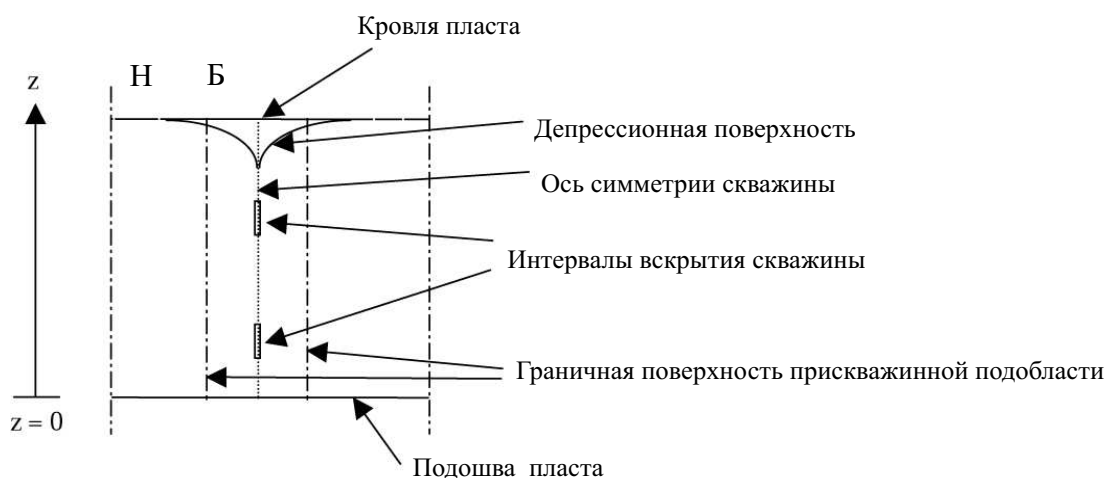 Кровля пласта
Н Б
z
Депрессионная поверхность
Ось симметрии скважины
Интервалы вскрытия скважины
Граничная поверхность прискважинной подобласти
z = 0
Подошва пласта